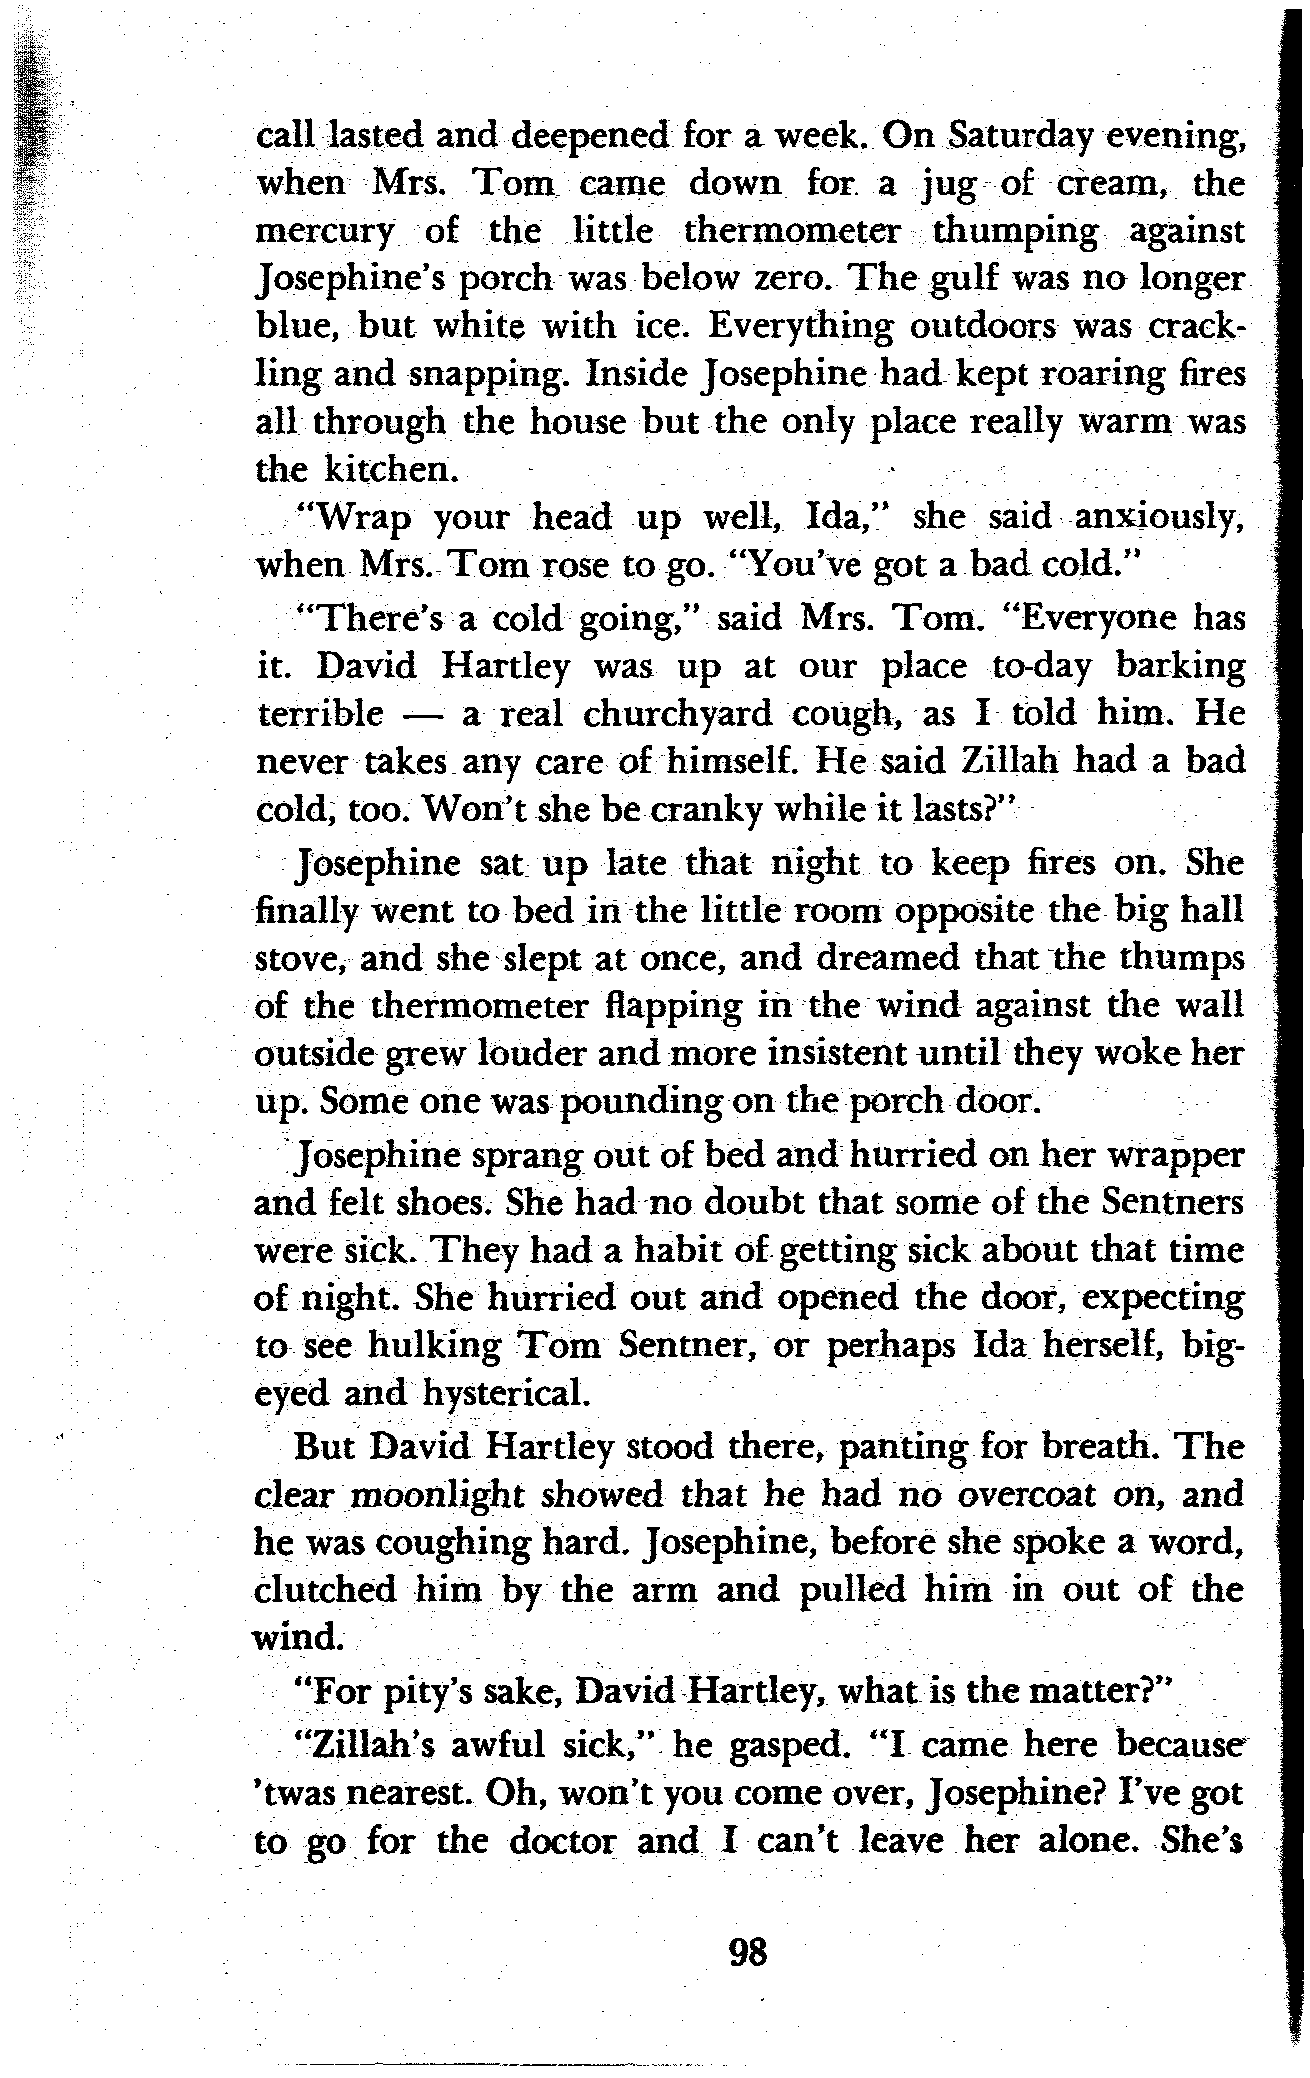 call lasted and deepened for a week. On Saturday evening,
when Mrs. Tom came down for a jug of cream, the
mercury of the little thermometer thumping against
Josephine's porch was below zero. The gulf was no longer
blue, but white with ice. Everything outdoors was crack-
ling and snapping. Inside Josephine had kept roaring fires
all through the house but the only place really warm was
the kitchen.
"Wrap your head up well, Ida," she said anxiously,
when Mrs. Tom rose to go. "You've got a bad cold."
"There's a cold going," said Mrs. Tom. "Everyone has
it. David Hartley was up at our place to-day barking
terrible — a real churchyard cough, as I told him. He
never takes any care of himself. He said Zillah had a bad
cold, too. Won't she be cranky while it lasts?"
Josephine sat up late that night to keep fires on. She
finally went to bed in the little room opposite the big hall
stove, and she slept at once, and dreamed that the thumps
of the thermometer flapping in the wind against the wall
outside grew louder and more insistent until they woke her
up. Some one was pounding on the porch door.
Josephine sprang out of bed and hurried on her wrapper
and felt shoes. She had no doubt that some of the Sentners
were sick. They had a habit of getting sick about that time
of night. She hurried out and opened the door, expecting
to see hulking Tom Sentner, or perhaps Ida herself, big-
eyed and hysterical.
But David Hartley stood there, panting for breath. The
clear moonlight showed that he had no overcoat on, and
he was coughing hard. Josephine, before she spoke a word,
clutched him by the arm and pulled him in out of the
wind.
"For pity's sake, David Hartley, what is the matter?"
"Zillah's awful sick," he gasped. "I came here because
'twas nearest. Oh, won't you come over, Josephine? I've got
to go for the doctor and I can't leave her alone. She's
98